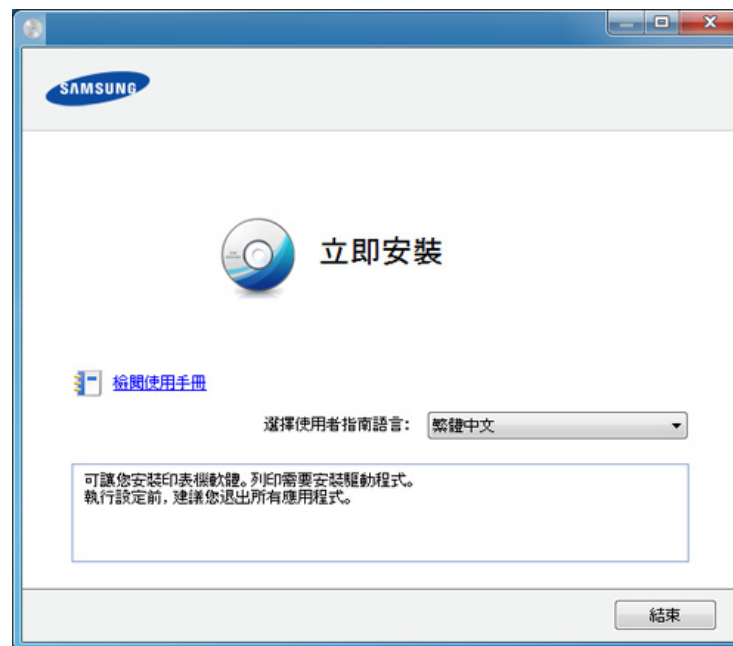 SAMSUNG
立即安裝
檢閱使用手冊
選擇使用者指南語言:
繁體中文
可讓您安裝印表機軟體。列印需要安裝驅動程式。
執行設定前，建議您退出所有應用程式。
結束